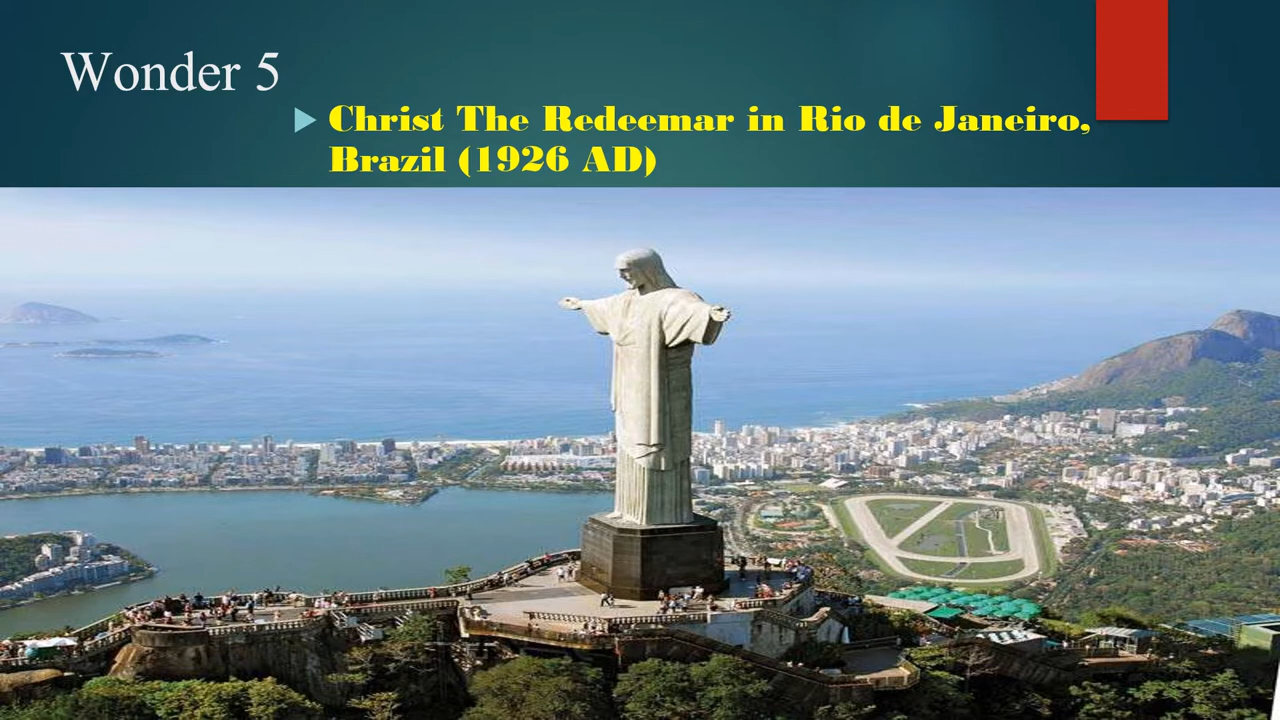 Wonder 5
Christ The Redeemar in Rio de Janeiro,
Brazil (1926 AD)